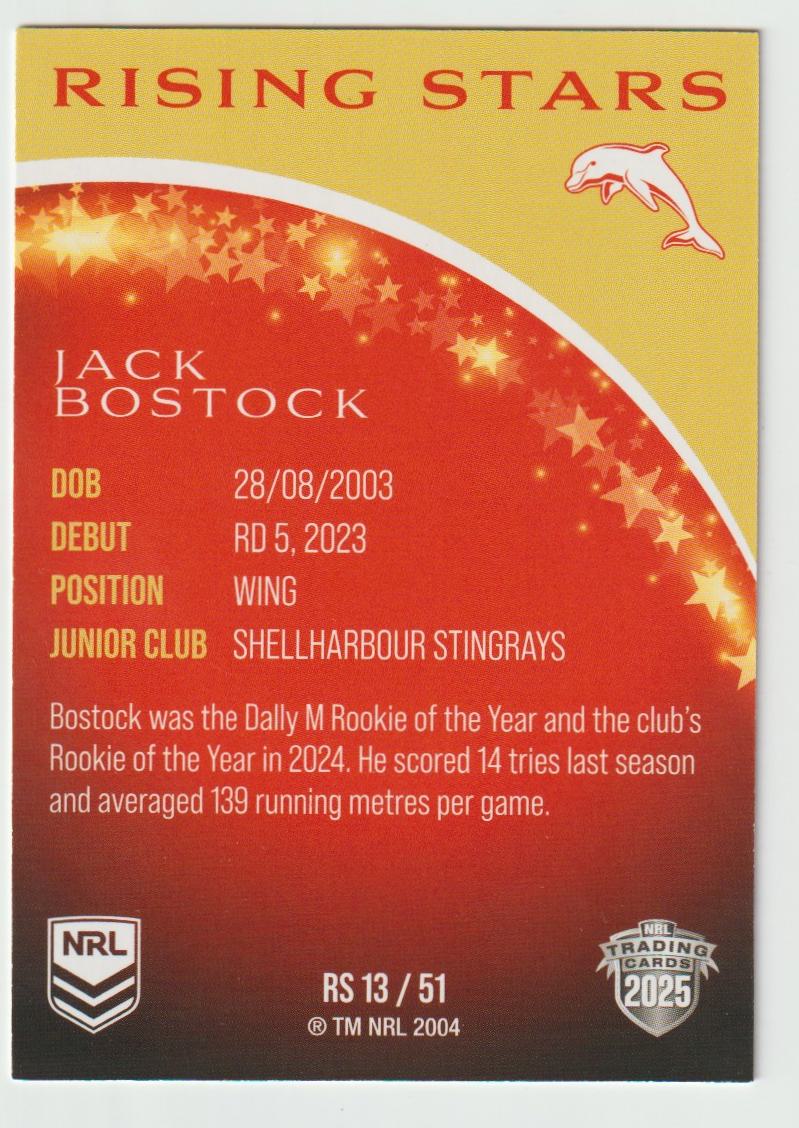 RISING STARS
JACK
BOSTOCK
DOB 28/08/2003
DEBUT RD 5, 2023
POSITION WING
JUNIOR CLUB SHELLHARBOUR STINGRAYS
Bostock was the Dally M Rookie of the Year and the club's
Rookie of the Year in 2024. He scored 14 tries last season
and averaged 139 running metres per game.
NRL
RS 13 / 51
® TM NRL 2004
NRL
TRADING
CARDS
2025